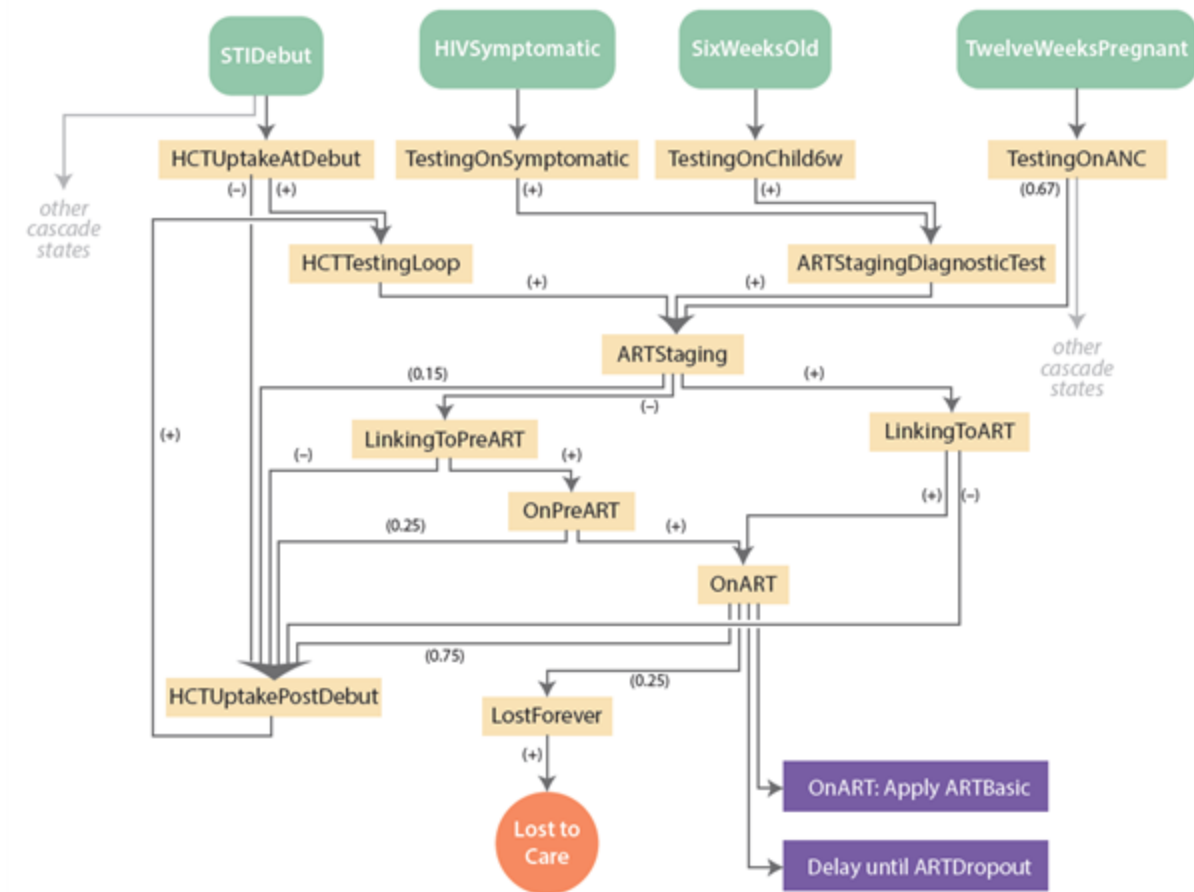 STIDebut
HIVSymptomatic
SixWeeksOld
TwelveWeeksPregnant
HCTUptakeAtDebut
TestingOnSymptomatic
TestingOnChild6w
TestingOnANC
(–)
(+)
(+)
(+)
(0.67)
other
cascade
states
HCTTestingLoop
ARTStagingDiagnosticTest
(+)
(+)
ARTStaging
other
cascade
states
(0.15)
(–)
(+)
(+)
LinkingToPreART
LinkingToART
(–)
(+)
OnPreART
(+)
(–)
(0.25)
(+)
OnART
(0.75)
(0.25)
HCTUptakePostDebut
LostForever
(+)
Lost to
Care
OnART: Apply ARTBasic
Delay until ARTDropout